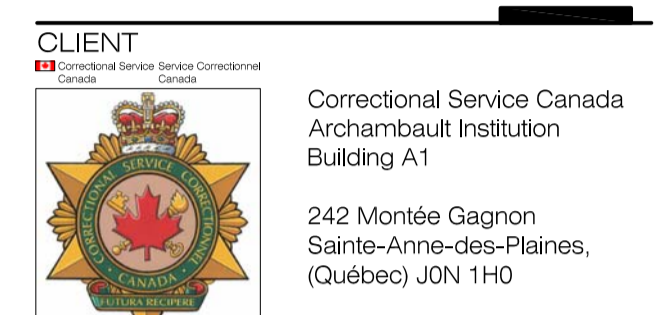 CLIENT
Correctional Service Service Correctionnel
Canada Canada
CORRECTIONAL SERVICE CORRECTIONNEL
· CANADA ·
FUTURA RECIPERE
Correctional Service Canada
Archambault Institution
Building A1
242 Montée Gagnon
Sainte-Anne-des-Plaines,
(Québec) J0N 1H0